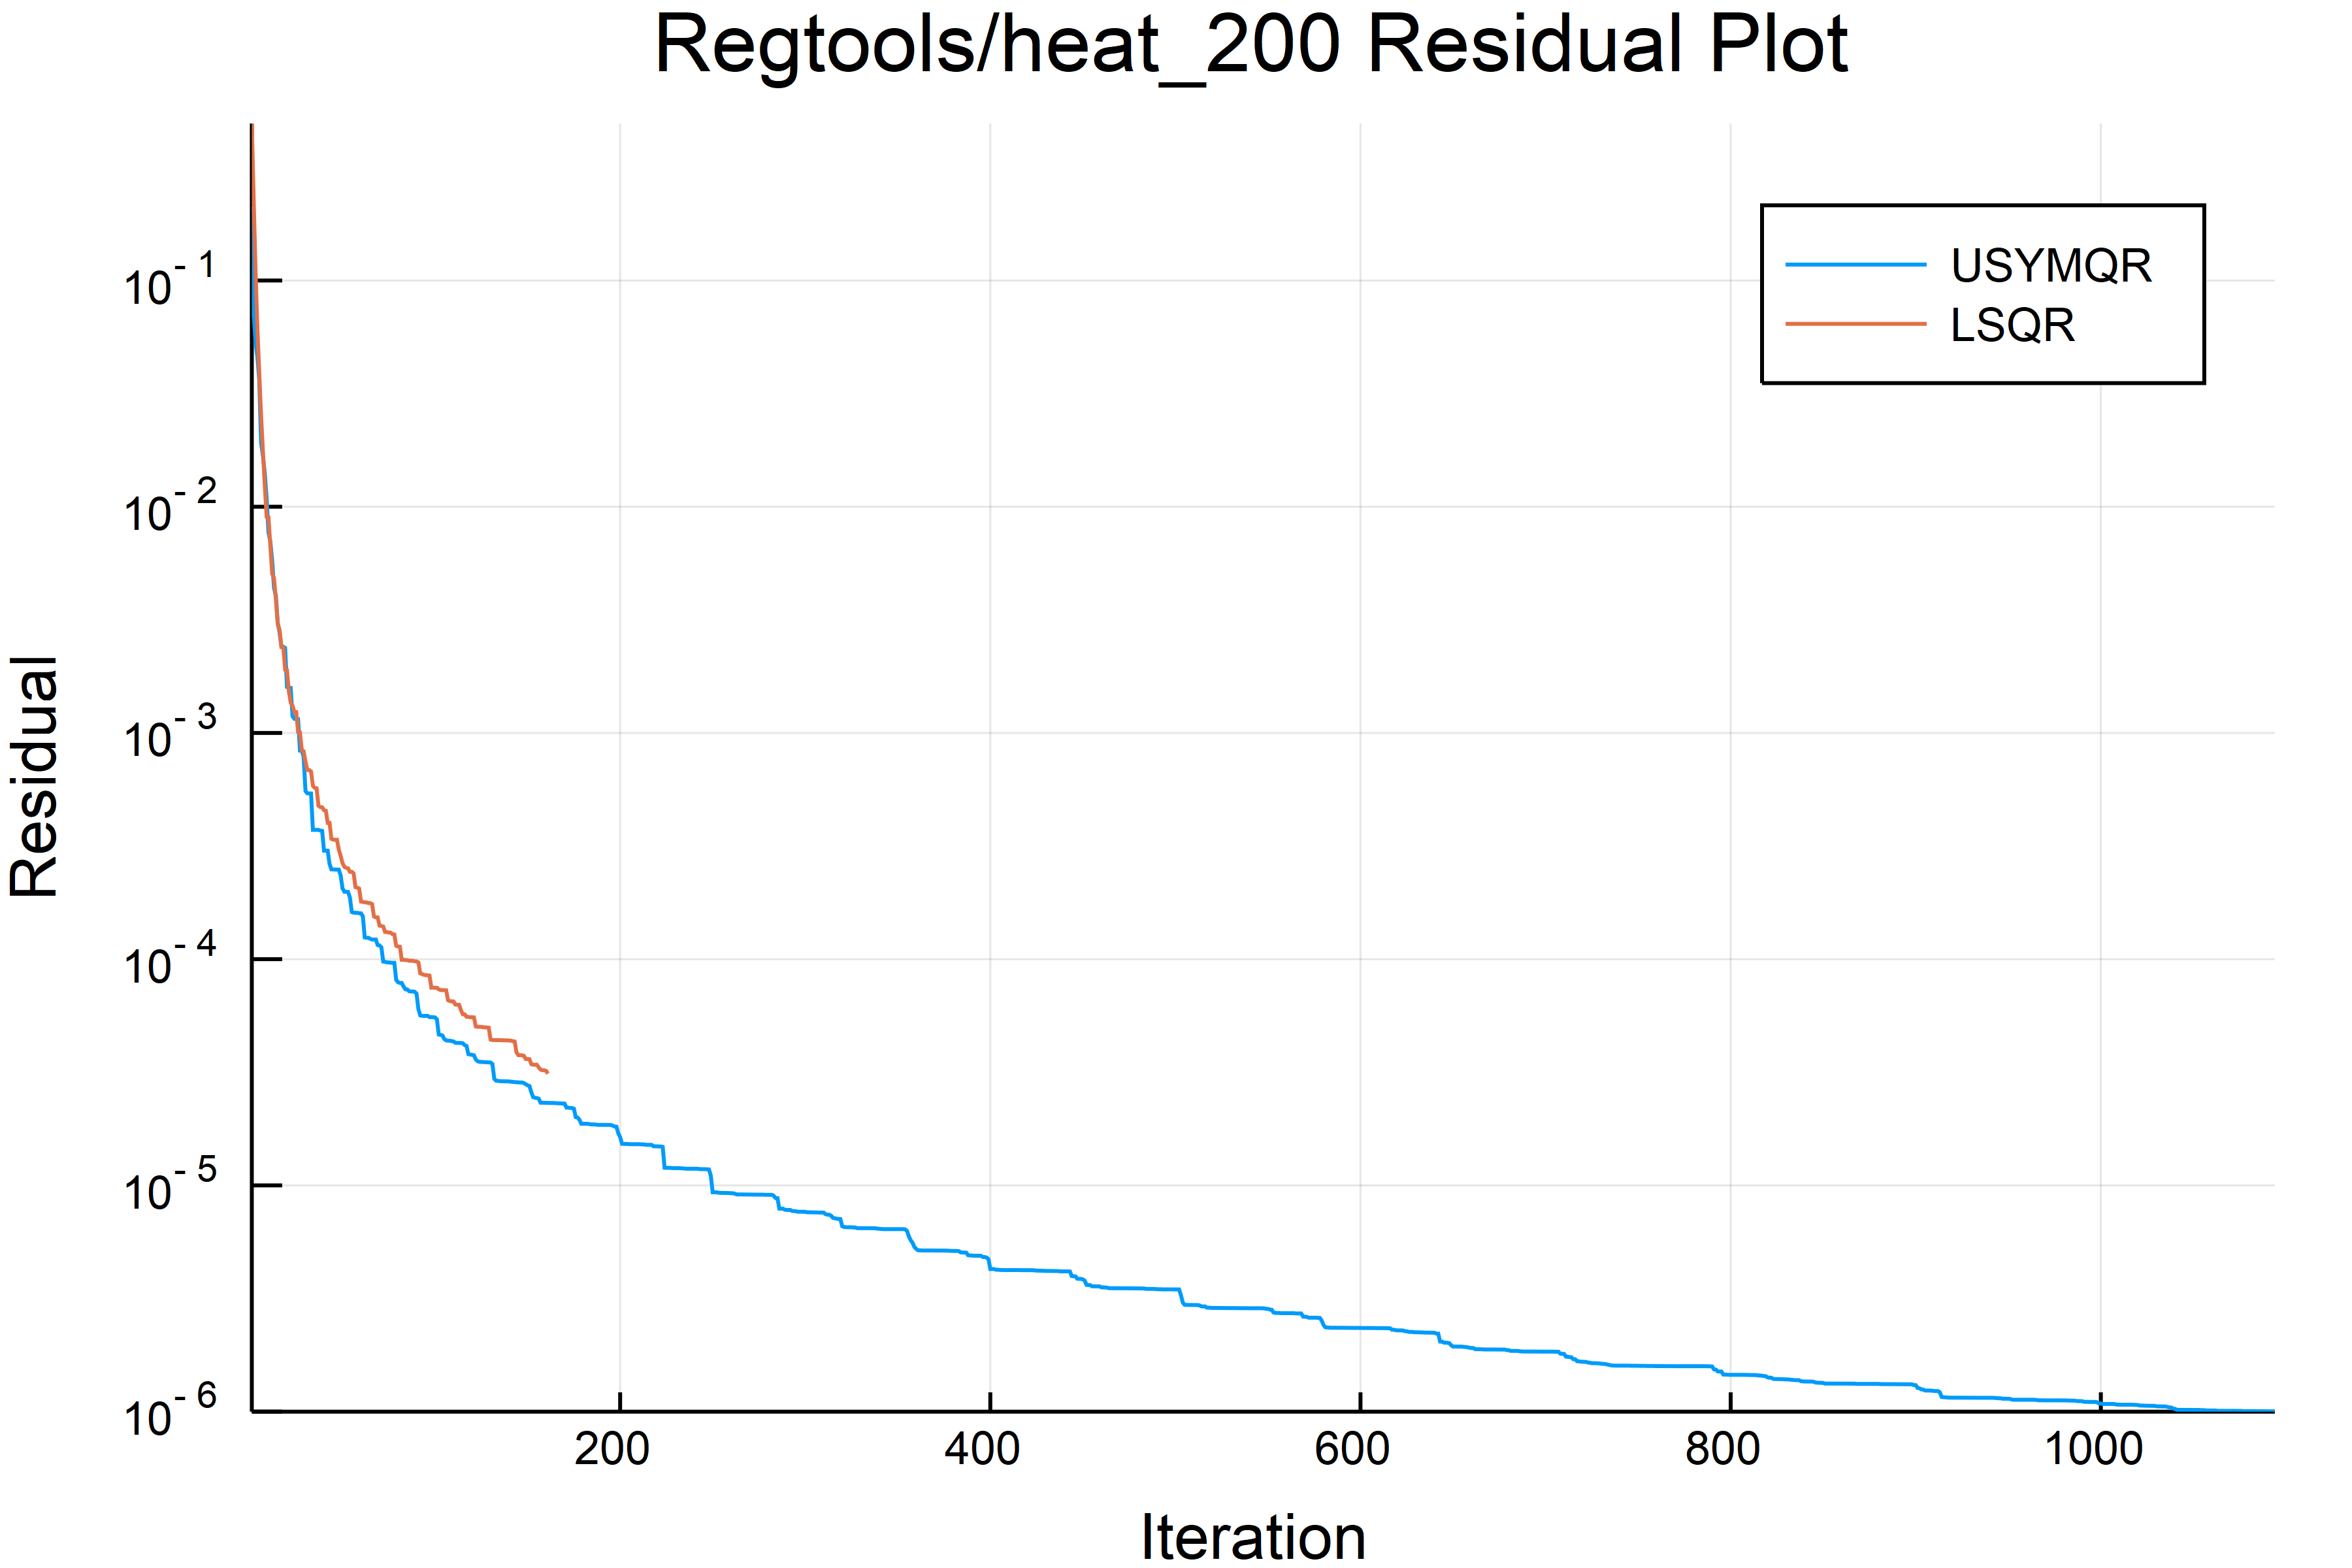 Regtools/heat_200 Residual Plot
USYMQR
LSQR
Residual
10^-1
10^-2
10^-3
10^-4
10^-5
10^-6
200 400 600 800 1000
Iteration